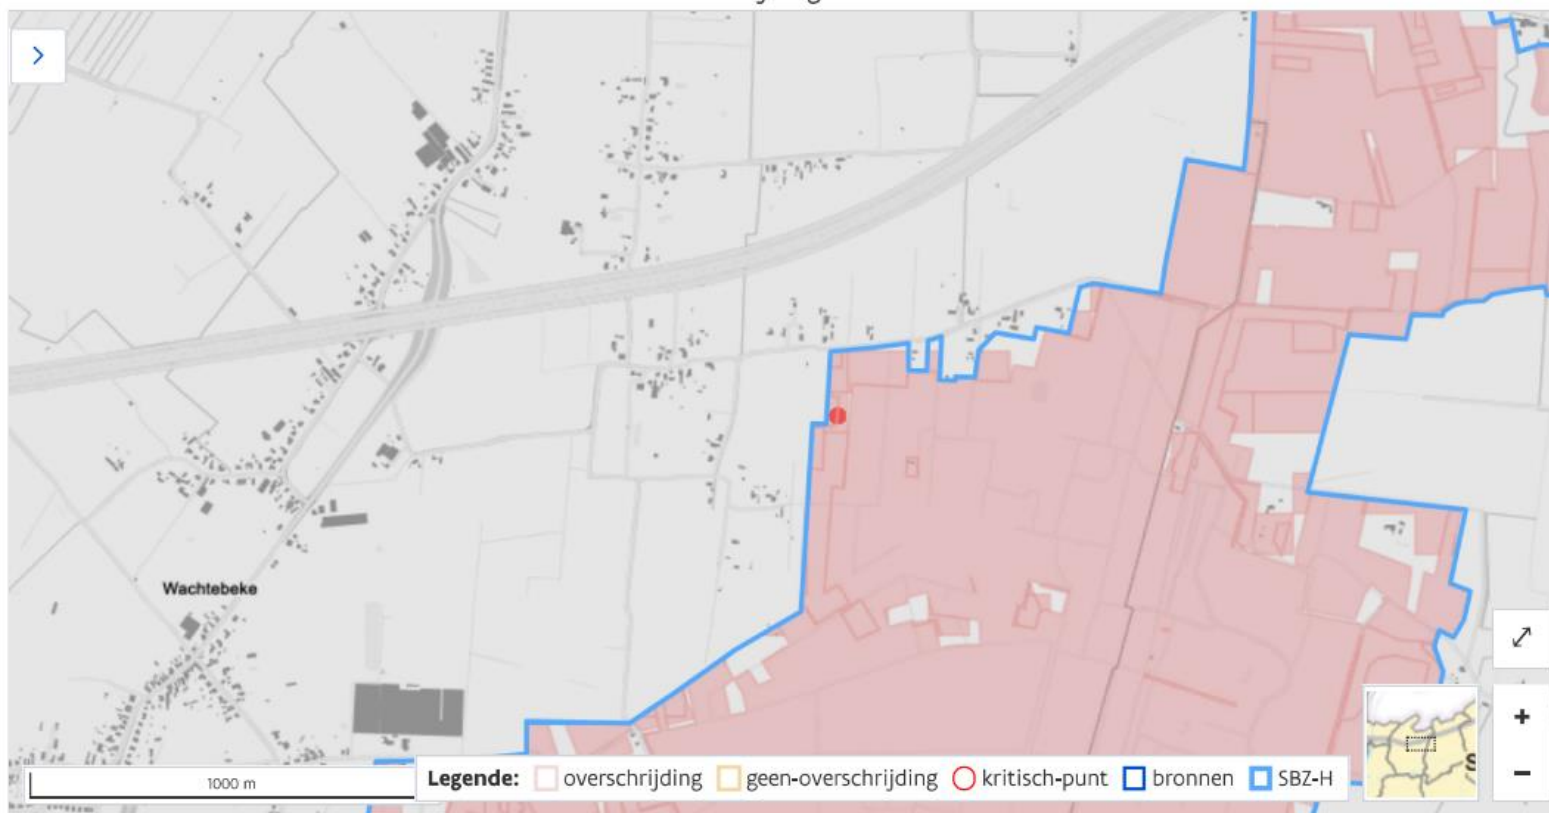 Wachtebeke
1000 m
Legende: overschrijding geen-overschrijding kritisch-punt bronnen SBZ-H
S
+
−